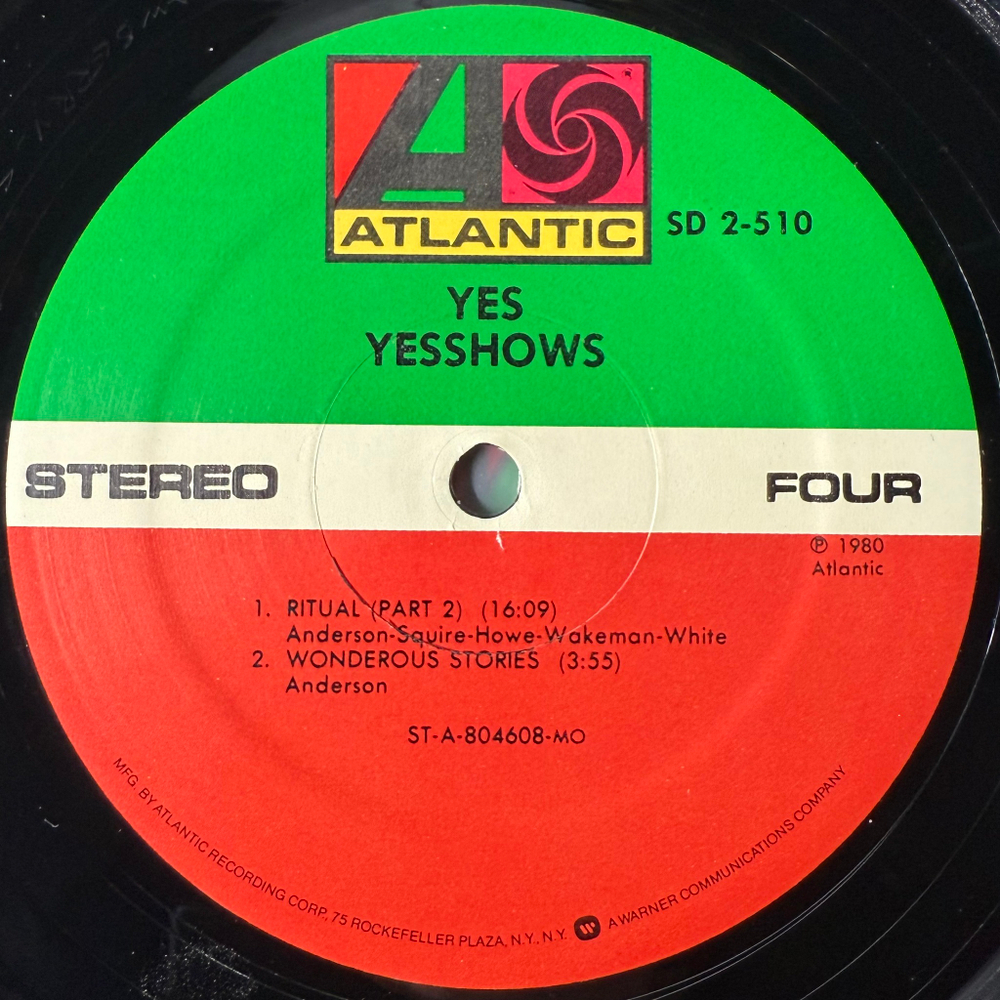 ATLANTIC
SD 2-510
YES
YESSHOWS
STEREO
FOUR
℗ 1980
Atlantic
1. RITUAL (PART 2) (16:09)
Anderson-Squire-Howe-Wakeman-White
2. WONDEROUS STORIES (3:55)
Anderson
ST-A-804608-MO
MFG. BY ATLANTIC RECORDING CORP., 75 ROCKEFELLER PLAZA, N.Y., N.Y. W A WARNER COMMUNICATIONS COMPANY